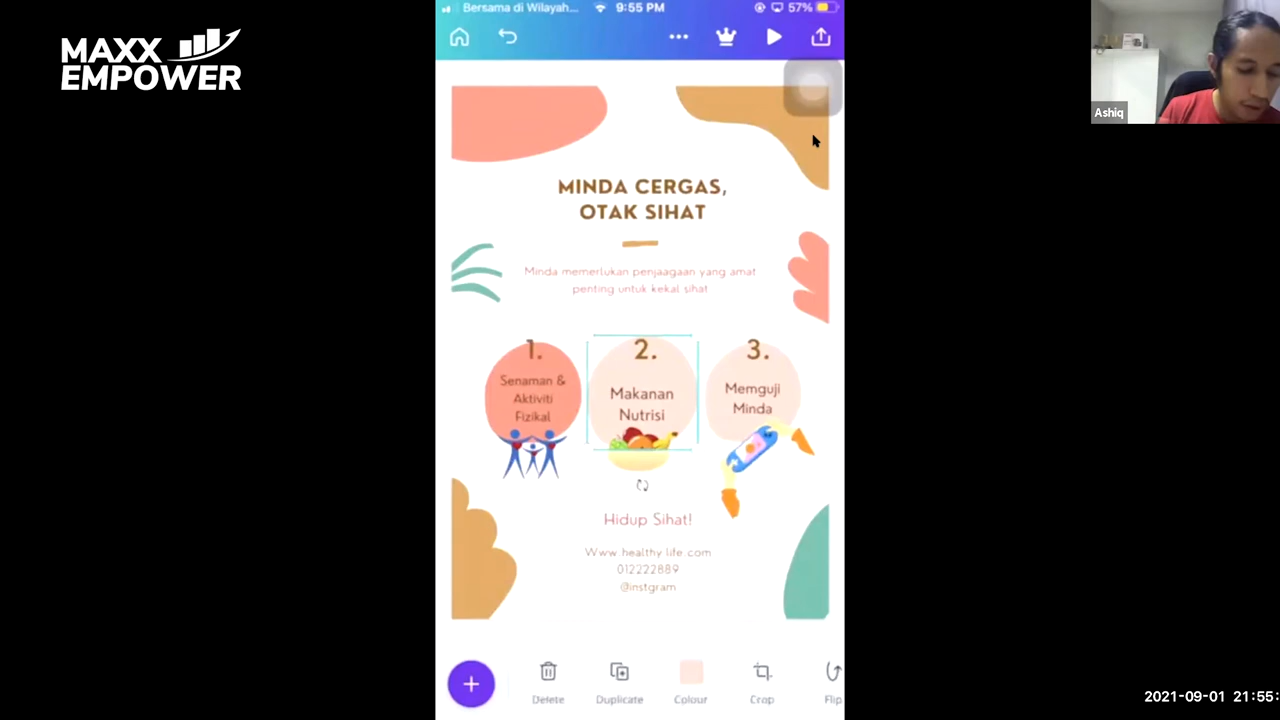 MAXX
EMPOWER
Bersama di Wilayah...
9:55 PM
57%
Ashiq
MINDA CERGAS,
OTAK SIHAT
Minda memerlukan penjaagaan yang amat
penting untuk kekal sihat
1.
Senaman &
Aktiviti
Fizikal
2.
Makanan
Nutrisi
3.
Memguji
Minda
Hidup Sihat!
Www.healthy life.com
012222889
@instgram
Delete
Duplicate
Colour
Crop
Flip
2021-09-01 21:55: